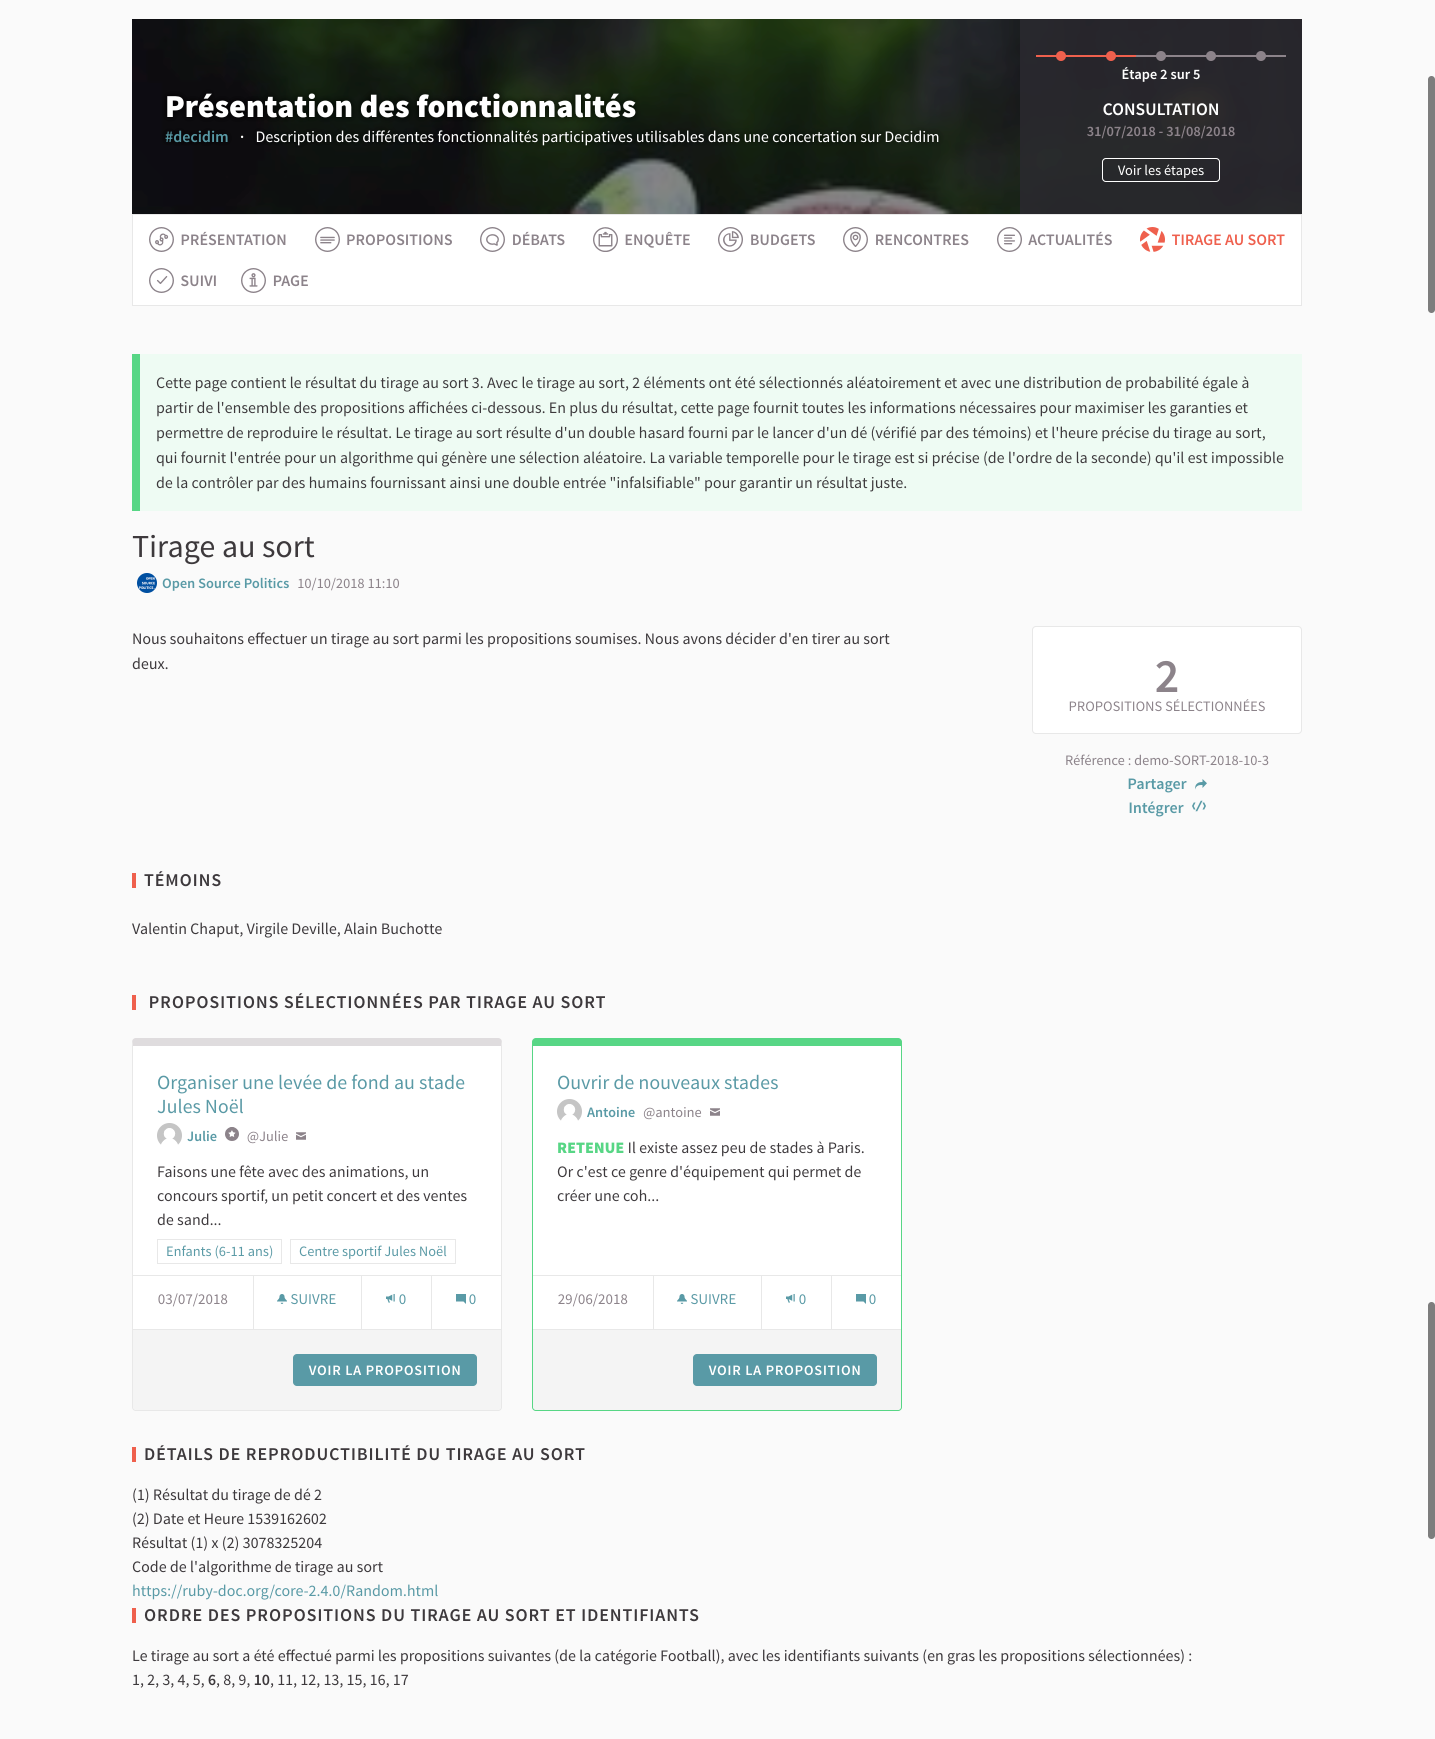 Présentation des fonctionnalités
#decidim · Description des différentes fonctionnalités participatives utilisables dans une concertation sur Decidim
Étape 2 sur 5
CONSULTATION
31/07/2018 - 31/08/2018
Voir les étapes
PRÉSENTATION PROPOSITIONS DÉBATS ENQUÊTE BUDGETS RENCONTRES ACTUALITÉS TIRAGE AU SORT
SUIVI PAGE
Cette page contient le résultat du tirage au sort 3. Avec le tirage au sort, 2 éléments ont été sélectionnés aléatoirement et avec une distribution de probabilité égale à
partir de l'ensemble des propositions affichées ci-dessous. En plus du résultat, cette page fournit toutes les informations nécessaires pour maximiser les garanties et
permettre de reproduire le résultat. Le tirage au sort résulte d'un double hasard fourni par le lancer d'un dé (vérifié par des témoins) et l'heure précise du tirage au sort,
qui fournit l'entrée pour un algorithme qui génère une sélection aléatoire. La variable temporelle pour le tirage est si précise (de l'ordre de la seconde) qu'il est impossible
de la contrôler par des humains fournissant ainsi une double entrée "infalsifiable" pour garantir un résultat juste.
Tirage au sort
OPEN SOURCE POLITICS
Open Source Politics 10/10/2018 11:10
Nous souhaitons effectuer un tirage au sort parmi les propositions soumises. Nous avons décider d'en tirer au sort
deux.
2
PROPOSITIONS SÉLECTIONNÉES
Référence : demo-SORT-2018-10-3
Partager
Intégrer
TÉMOINS
Valentin Chaput, Virgile Deville, Alain Buchotte
PROPOSITIONS SÉLECTIONNÉES PAR TIRAGE AU SORT
Organiser une levée de fond au stade
Jules Noël
Julie @Julie
Faisons une fête avec des animations, un
concours sportif, un petit concert et des ventes
de sand...
Enfants (6-11 ans) Centre sportif Jules Noël
03/07/2018 SUIVRE 0 0
VOIR LA PROPOSITION
Ouvrir de nouveaux stades
Antoine @antoine
RETENUE Il existe assez peu de stades à Paris.
Or c'est ce genre d'équipement qui permet de
créer une coh...
29/06/2018 SUIVRE 0 0
VOIR LA PROPOSITION
DÉTAILS DE REPRODUCTIBILITÉ DU TIRAGE AU SORT
(1) Résultat du tirage de dé 2
(2) Date et Heure 1539162602
Résultat (1) x (2) 3078325204
Code de l'algorithme de tirage au sort
https://ruby-doc.org/core-2.4.0/Random.html
ORDRE DES PROPOSITIONS DU TIRAGE AU SORT ET IDENTIFIANTS
Le tirage au sort a été effectué parmi les propositions suivantes (de la catégorie Football), avec les identifiants suivants (en gras les propositions sélectionnées) :
1, 2, 3, 4, 5, 6, 8, 9, 10, 11, 12, 13, 15, 16, 17